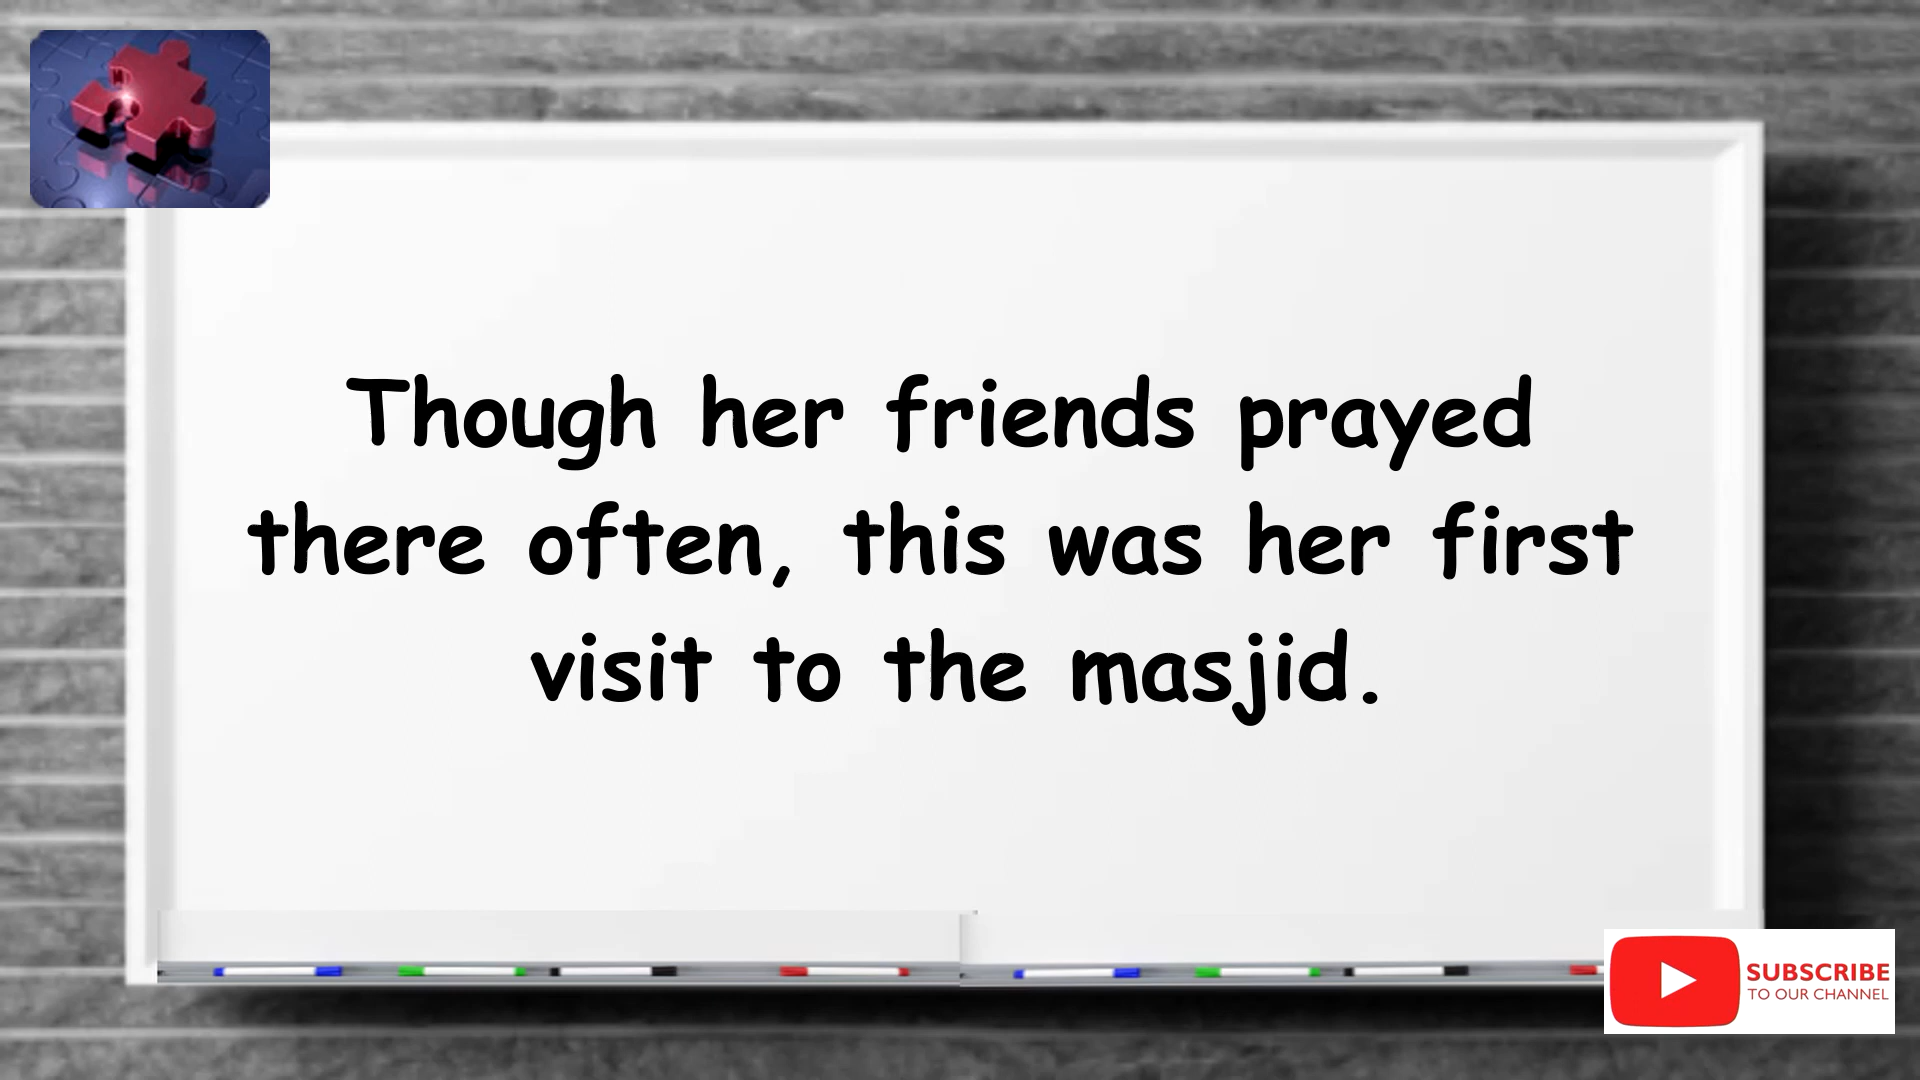 Though her friends prayed
there often, this was her first
visit to the masjid.
SUBSCRIBE
TO OUR CHANNEL